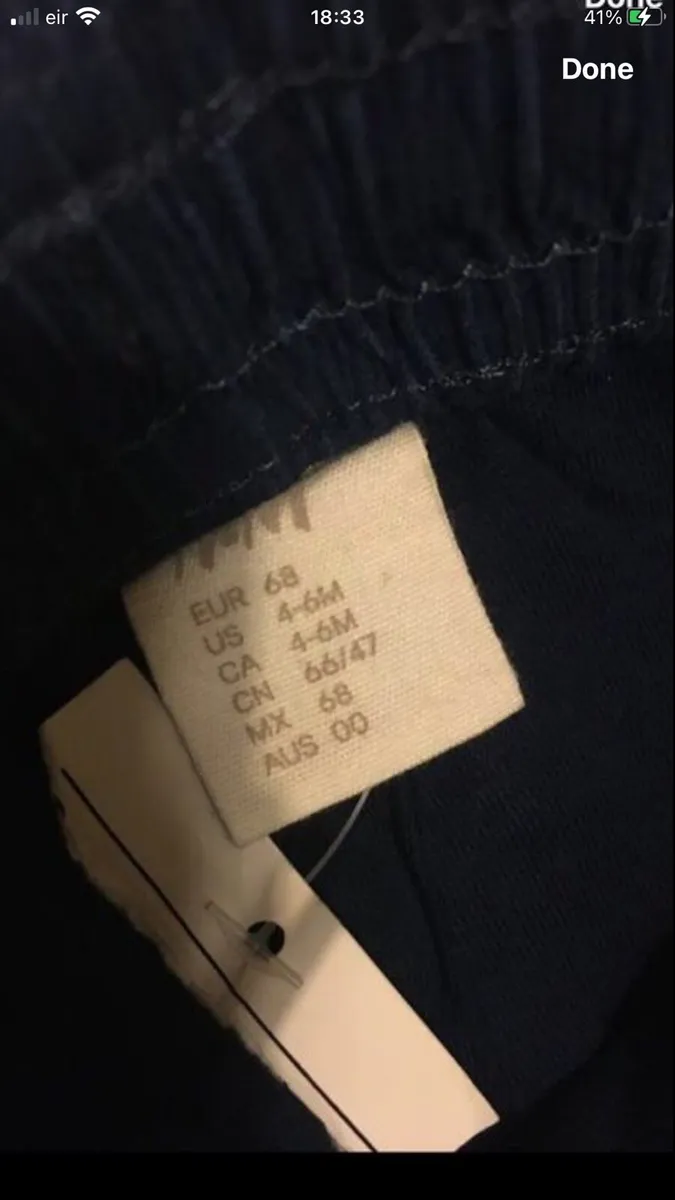 eir 18:33 41%
Done
Done
EUR 68
US 4-6M
CA 4-6M
CN 66/47
MX 68
AUS 00